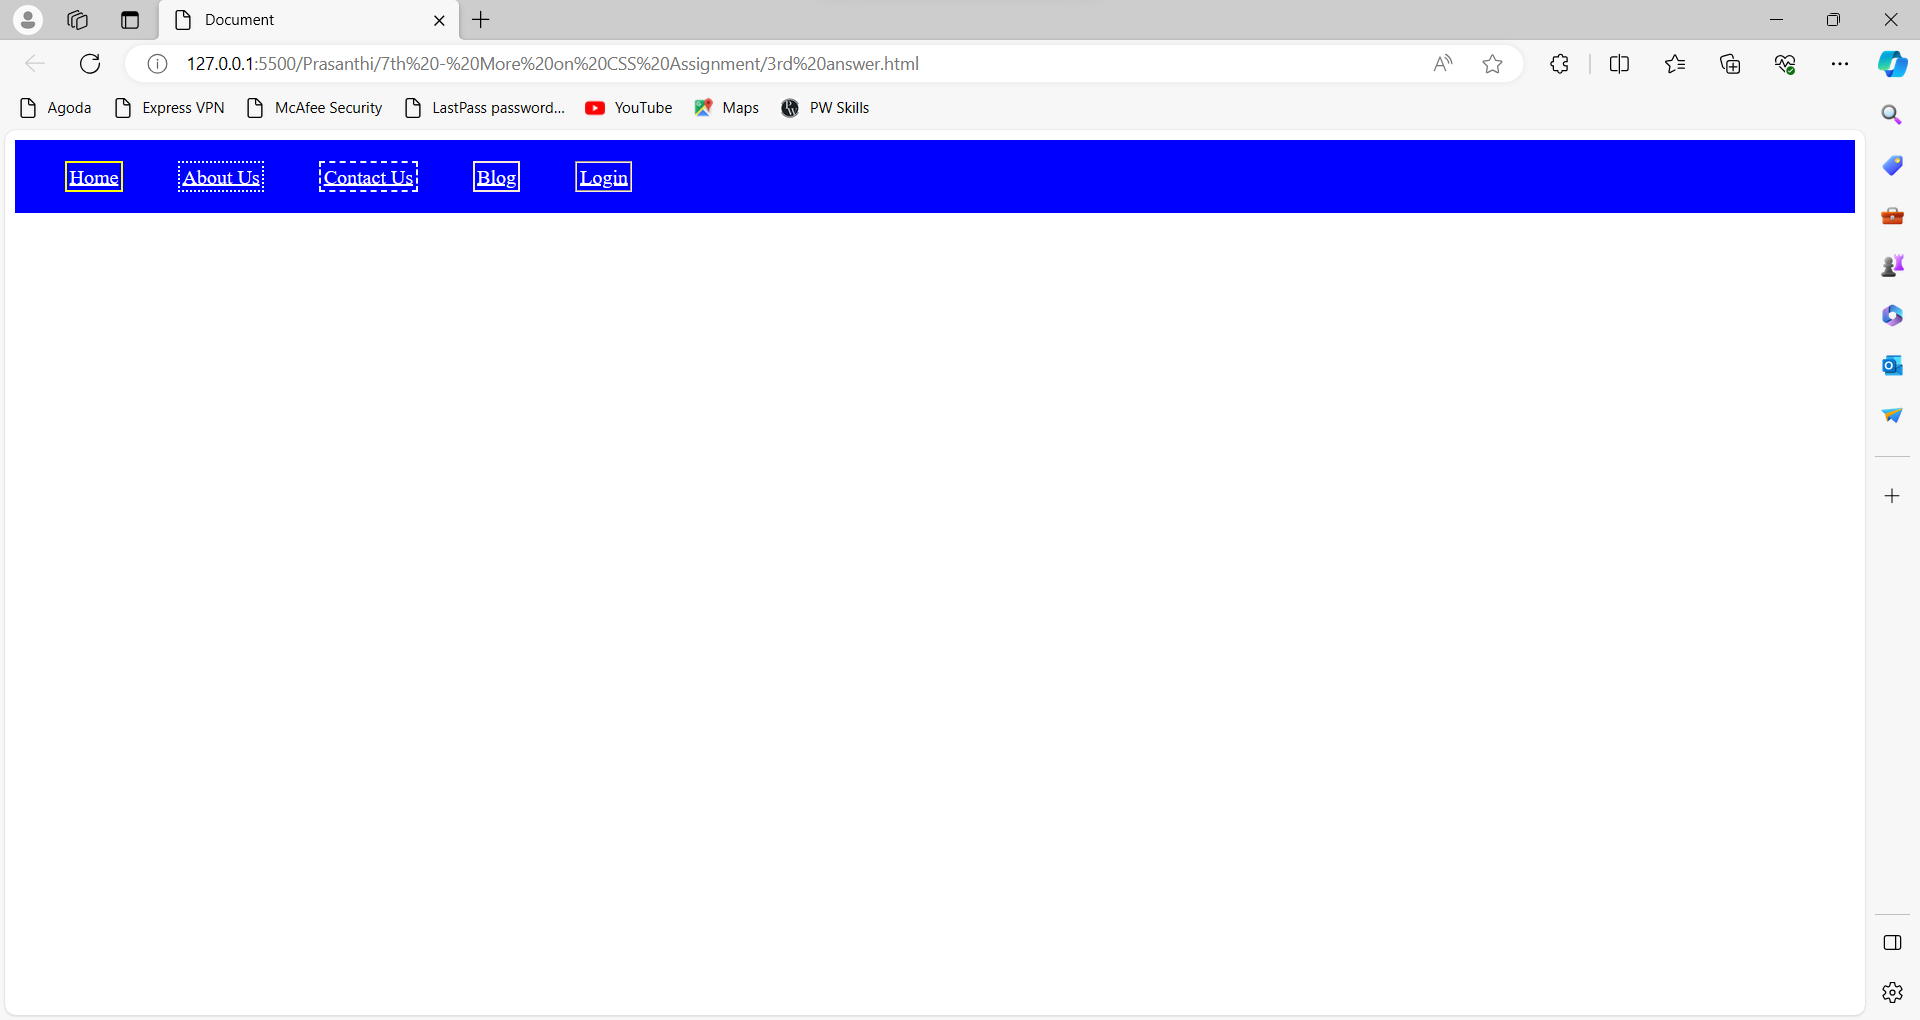 Document
127.0.0.1:5500/Prasanthi/7th%20-%20More%20on%20CSS%20Assignment/3rd%20answer.html
Agoda Express VPN McAfee Security LastPass password... YouTube Maps PW Skills
Home About Us Contact Us Blog Login